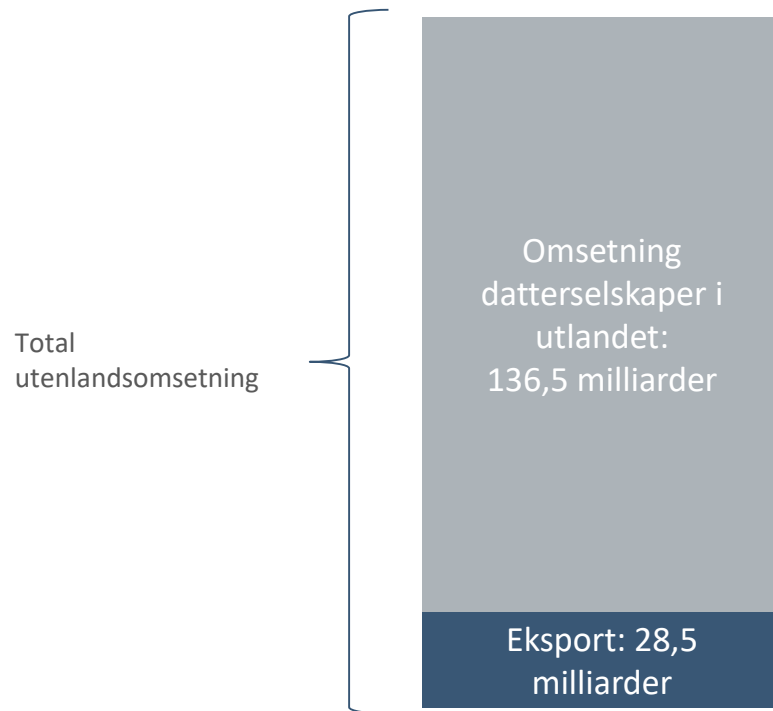 Total
utenlandsomsetning
Omsetning
datterselskaper i
utlandet:
136,5 milliarder
Eksport: 28,5
milliarder